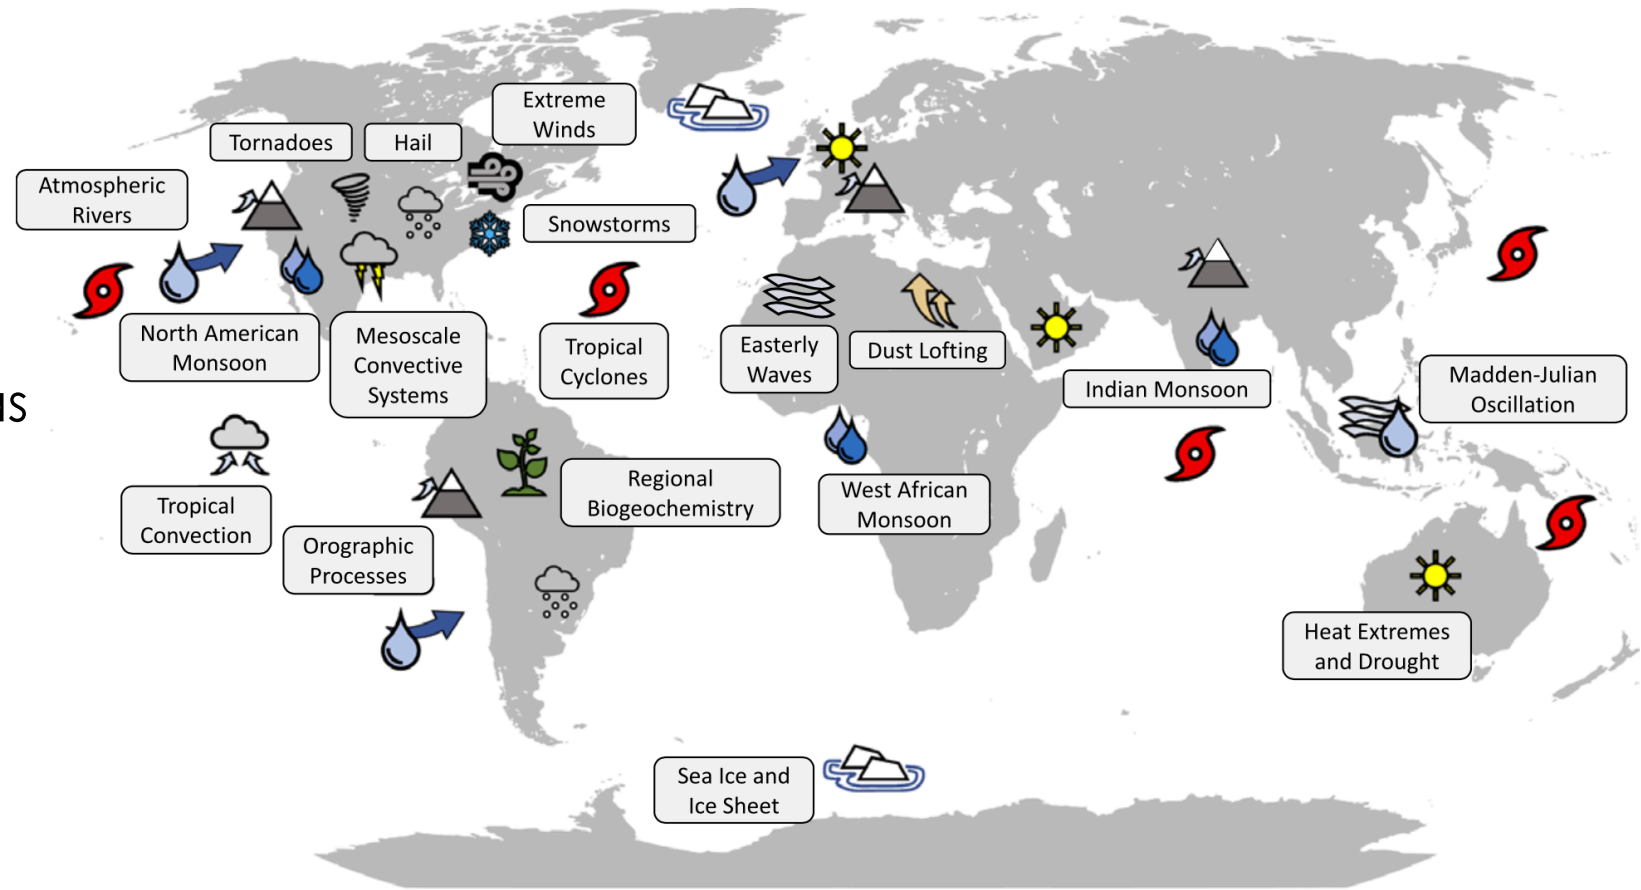 Extreme
Winds
Tornadoes
Hail
Atmospheric
Rivers
Snowstorms
North American
Monsoon
Mesoscale
Convective
Systems
Tropical
Cyclones
Easterly
Waves
Dust Lofting
Indian Monsoon
Madden-Julian
Oscillation
Tropical
Convection
Orographic
Processes
Regional
Biogeochemistry
West African
Monsoon
Heat Extremes
and Drought
Sea Ice and
Ice Sheet